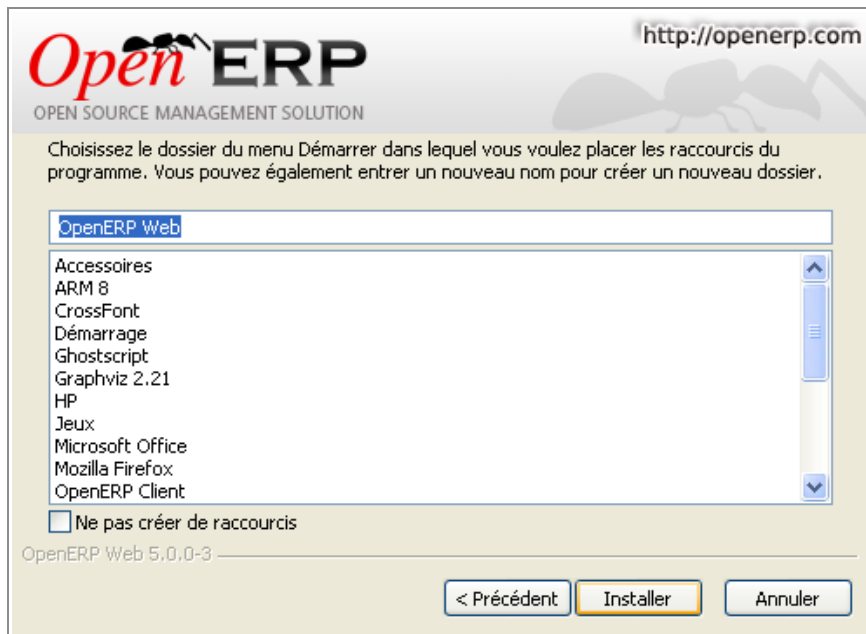 Open ERP
http://openerp.com
OPEN SOURCE MANAGEMENT SOLUTION
Choisissez le dossier du menu Démarrer dans lequel vous voulez placer les raccourcis du
programme. Vous pouvez également entrer un nouveau nom pour créer un nouveau dossier.
OpenERP Web
Accessoires
ARM 8
CrossFont
Démarrage
Ghostscript
Graphviz 2.21
HP
Jeux
Microsoft Office
Mozilla Firefox
OpenERP Client
Ne pas créer de raccourcis
OpenERP Web 5.0.0-3
< Précédent
Installer
Annuler